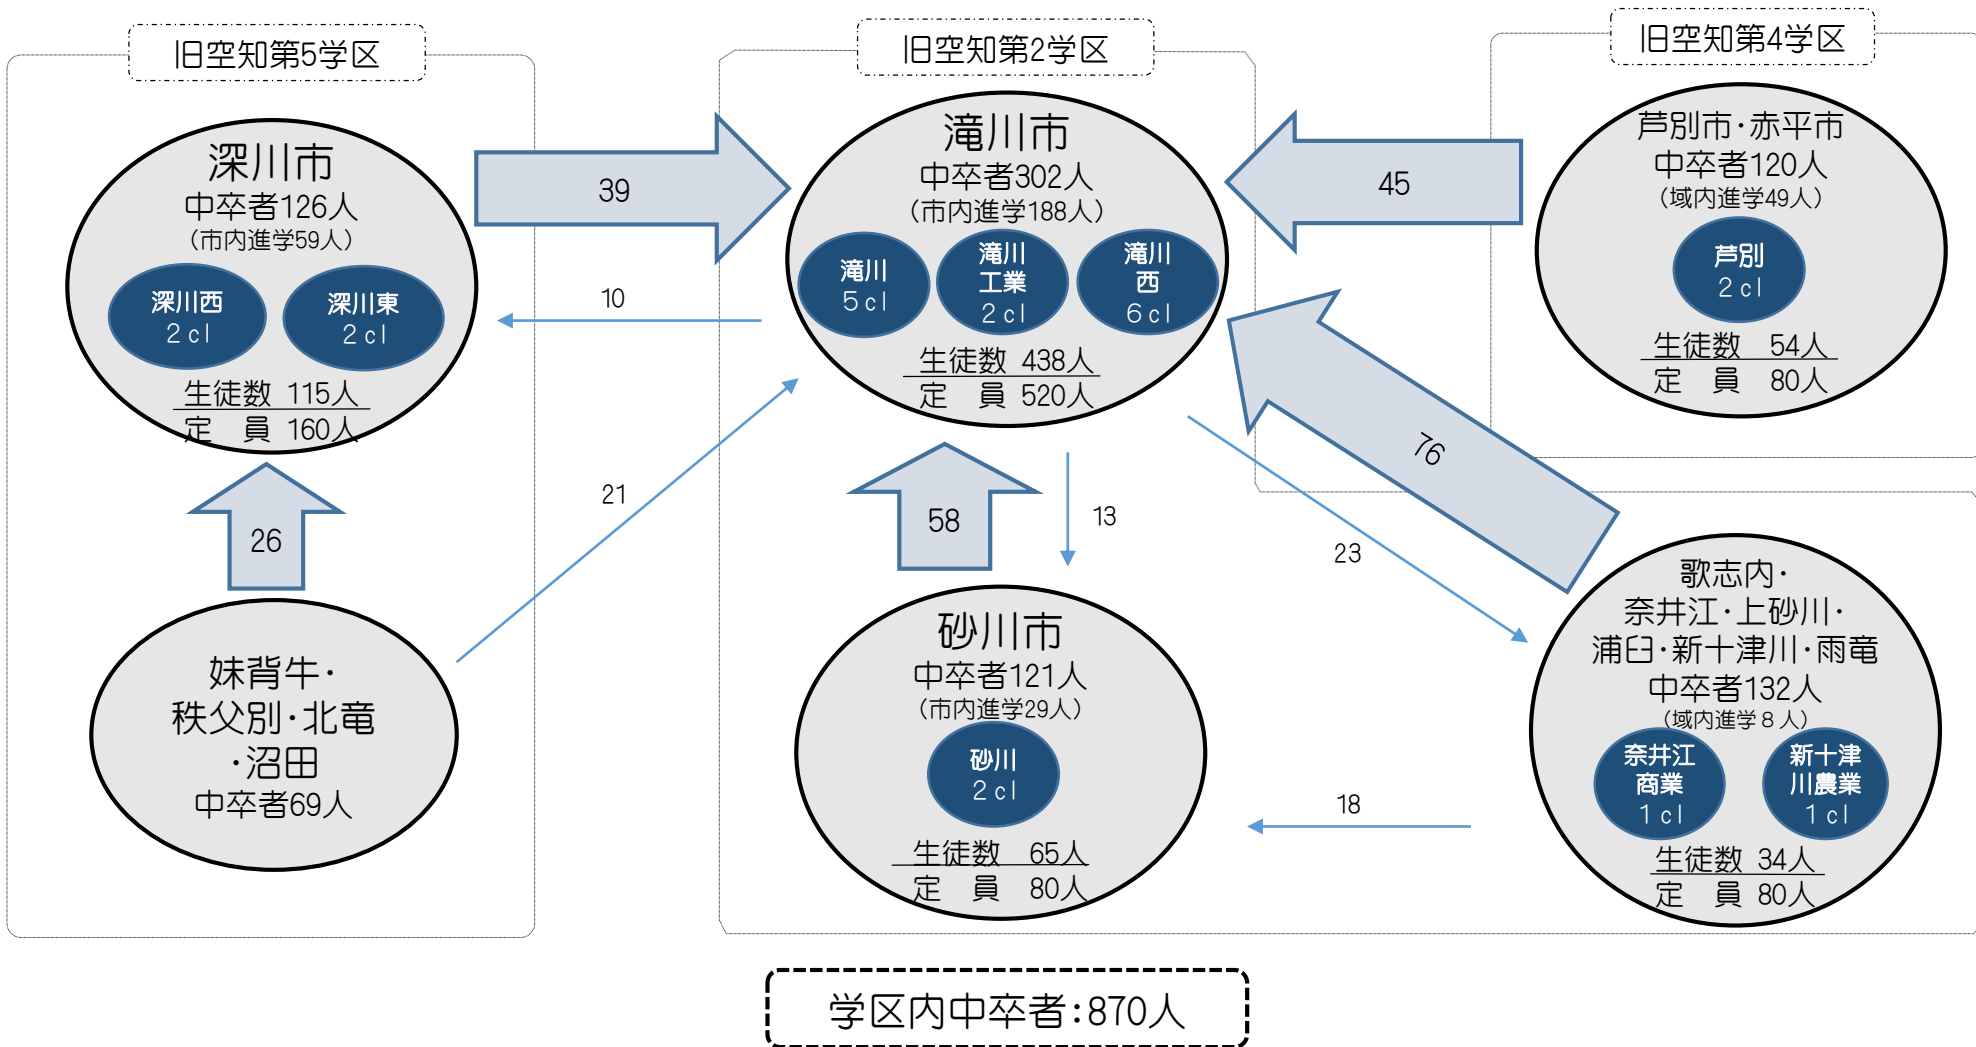 旧空知第5学区
深川市
中卒者126人
（市内進学59人）
深川西
２ｃｌ
深川東
２ｃｌ
生徒数 115人
定　員 160人
26
妹背牛・
秩父別・北竜
・沼田
中卒者69人
39
10
21
旧空知第2学区
滝川市
中卒者302人
（市内進学188人）
滝川
５ｃｌ
滝川
工業
２ｃｌ
滝川
西
６ｃｌ
生徒数 438人
定　員 520人
58
13
23
砂川市
中卒者121人
（市内進学29人）
砂川
２ｃｌ
生徒数　65人
定　員　80人
18
旧空知第4学区
芦別市・赤平市
中卒者120人
（域内進学49人）
芦別
２ｃｌ
生徒数　54人
定　員　80人
45
76
歌志内・
奈井江・上砂川・
浦臼・新十津川・雨竜
中卒者132人
（域内進学８人）
奈井江
商業
１ｃｌ
新十津
川農業
１ｃｌ
生徒数 34人
定　員 80人
学区内中卒者：870人